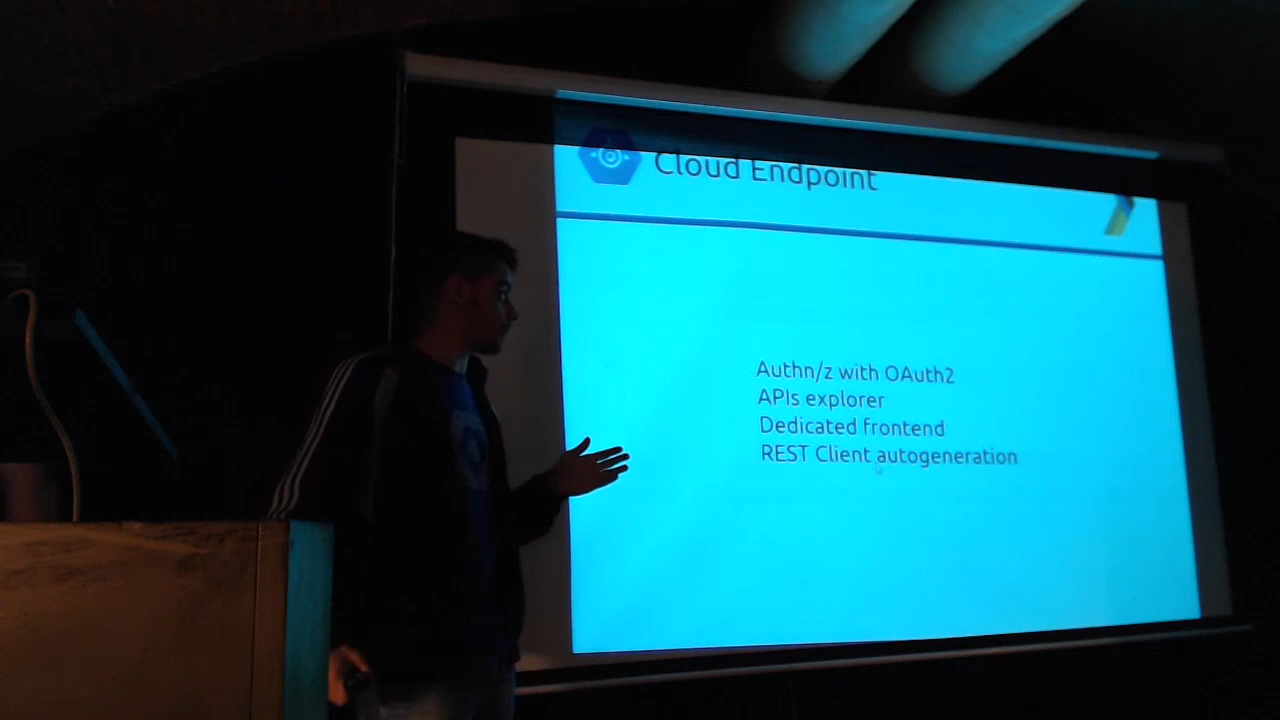 Cloud Endpoint
Authn/z with OAuth2
APIs explorer
Dedicated frontend
REST Client autogeneration